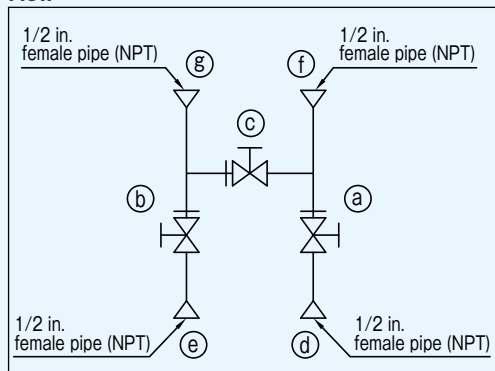 1/2 in.
female pipe (NPT)
g
1/2 in.
female pipe (NPT)
f
c
b
a
1/2 in.
female pipe (NPT)
e
1/2 in.
female pipe (NPT)
d